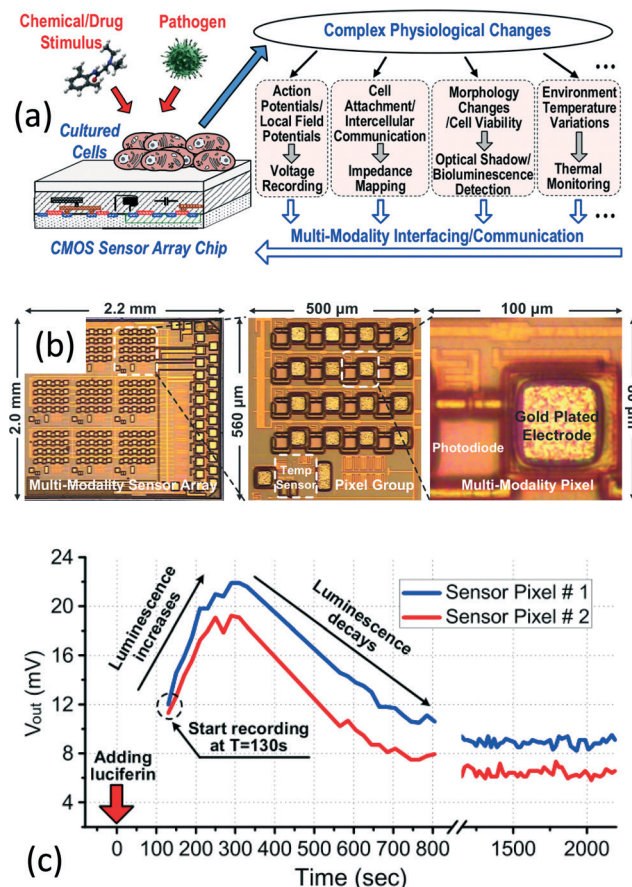 Chemical/Drug
Stimulus
Pathogen
Complex Physiological Changes
(a)
Cultured
Cells
CMOS Sensor Array Chip
Action
Potentials/
Local Field
Potentials
Voltage
Recording
Cell
Attachment/
Intercellular
Communication
Impedance
Mapping
Morphology
Changes
/Cell Viability
Optical Shadow/
Bioluminescence
Detection
Environment
Temperature
Variations
Thermal
Monitoring
...
...
Multi-Modality Interfacing/Communication
2.2 mm
500 μm
100 μm
(b)
2.0 mm
560 μm
Multi-Modality Sensor Array
Temp
Sensor
Pixel Group
Gold Plated
Electrode
Photodiode
Multi-Modality Pixel
(c)
Vout (mV)
24
20
16
12
8
4
Luminescence
increases
Luminescence
decays
Sensor Pixel # 1
Sensor Pixel # 2
Start recording
at T=130s
Adding
luciferin
0 100 200 300 400 500 600 700 800 1500 2000
Time (sec)